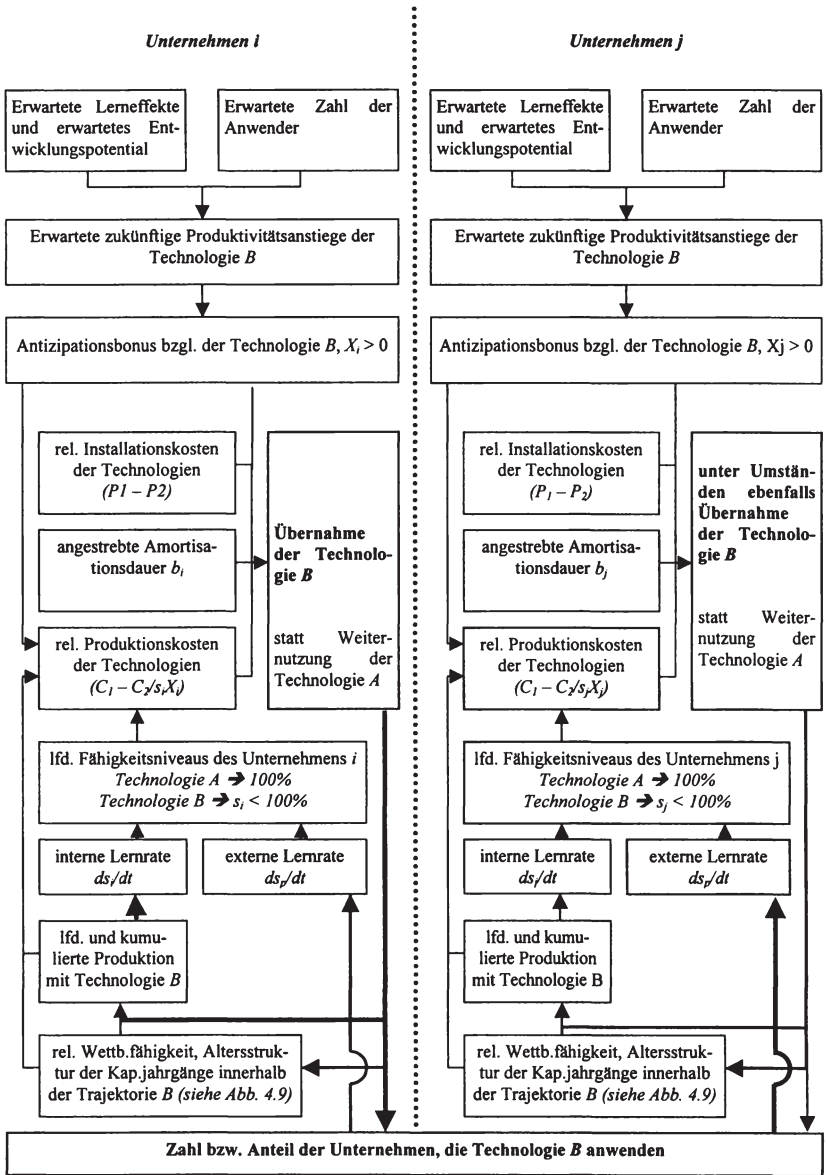 Unternehmen i
Erwartete Lerneffekte
und erwartetes Ent-
wicklungspotential
Erwartete Zahl der
Anwender
Erwartete zukünftige Produktivitätsanstiege der
Technologie B
Antizipationsbonus bzgl. der Technologie B, Xi > 0
rel. Installationskosten
der Technologien
(P1 – P2)
angestrebte Amorti­sa-
tionsdauer bi
rel. Produktionskosten
der Technologien
(C1 – C2/siXi)
Übernahme
der Technolo-
gie B
statt Weiter-
nutzung der
Technologie A
lfd. Fähigkeitsniveaus des Unternehmens i
Technologie A ➔ 100%
Technologie B ➔ si < 100%
interne Lernrate
dsi/dt
externe Lernrate
dsp/dt
lfd. und kumu-
lierte Produktion
mit Technologie B
rel. Wettb.fähigkeit, Altersstruk-
tur der Kap.jahrgänge innerhalb
der Trajektorie B (siehe Abb. 4.9)
Unternehmen j
Erwartete Lerneffekte
und erwartetes Ent-
wicklungspotential
Erwartete Zahl der
Anwender
Erwartete zukünftige Produktivitätsanstiege der
Technologie B
Antizipationsbonus bzgl. der Technologie B, Xj > 0
rel. Installationskosten
der Technologien
(P1 – P2)
angestrebte Amortisa-
tionsdauer bj
rel. Produktionskosten
der Technologien
(C1 – C2/sjXj)
unter Umstän-
den ebenfalls
Übernahme
der Technolo-
gie B
statt Weiter-
nutzung der
Technologie A
lfd. Fähigkeitsniveaus des Unternehmens j
Technologie A ➔ 100%
Technologie B ➔ sj < 100%
interne Lernrate
dsi/dt
externe Lernrate
dsp/dt
lfd. und kumu-
lierte Produktion
mit Technologie B
rel. Wettb.fähigkeit, Altersstruk-
tur der Kap.jahrgänge innerhalb
der Trajektorie B (siehe Abb. 4.9)
Zahl bzw. Anteil der Unternehmen, die Technologie B anwenden